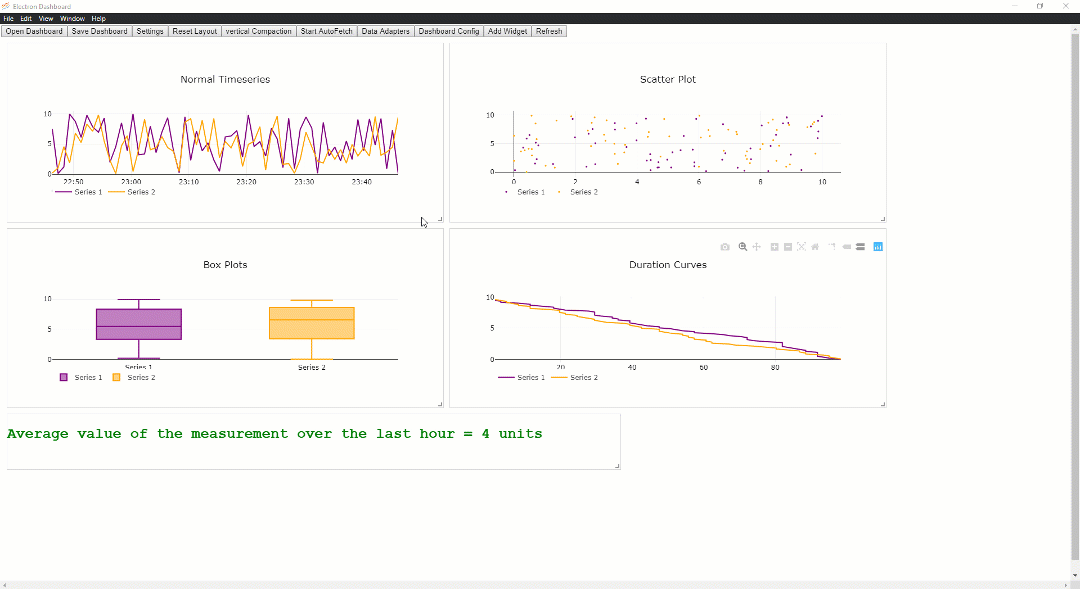 Electron Dashboard
File Edit View Window Help
Open Dashboard Save Dashboard Settings Reset Layout vertical Compaction Start AutoFetch Data Adapters Dashboard Config Add Widget Refresh
Normal Timeseries
10
5
0
22:50 23:00 23:10 23:20 23:30 23:40
Series 1 Series 2
Scatter Plot
10
5
0
0 2 4 6 8 10
Series 1 Series 2
Box Plots
10
5
0
Series 1 Series 2
Series 1 Series 2
Duration Curves
10
5
0
20 40 60 80
Series 1 Series 2
Average value of the measurement over the last hour = 4 units